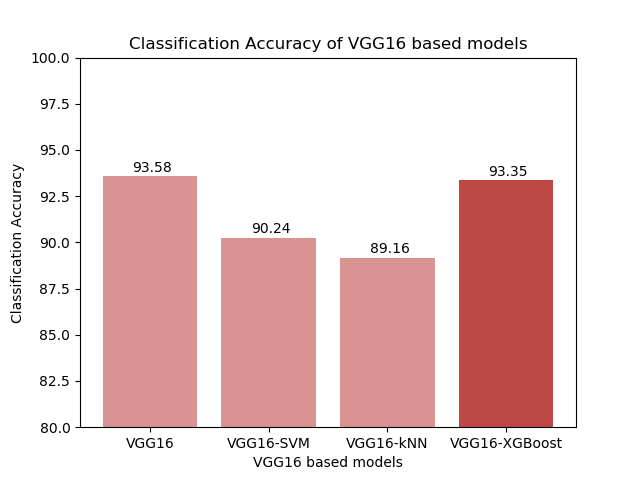 Classification Accuracy of VGG16 based models
Classification Accuracy
100.0
97.5
95.0
92.5
90.0
87.5
85.0
82.5
80.0
93.58
90.24
89.16
93.35
VGG16
VGG16-SVM
VGG16-kNN
VGG16-XGBoost
VGG16 based models